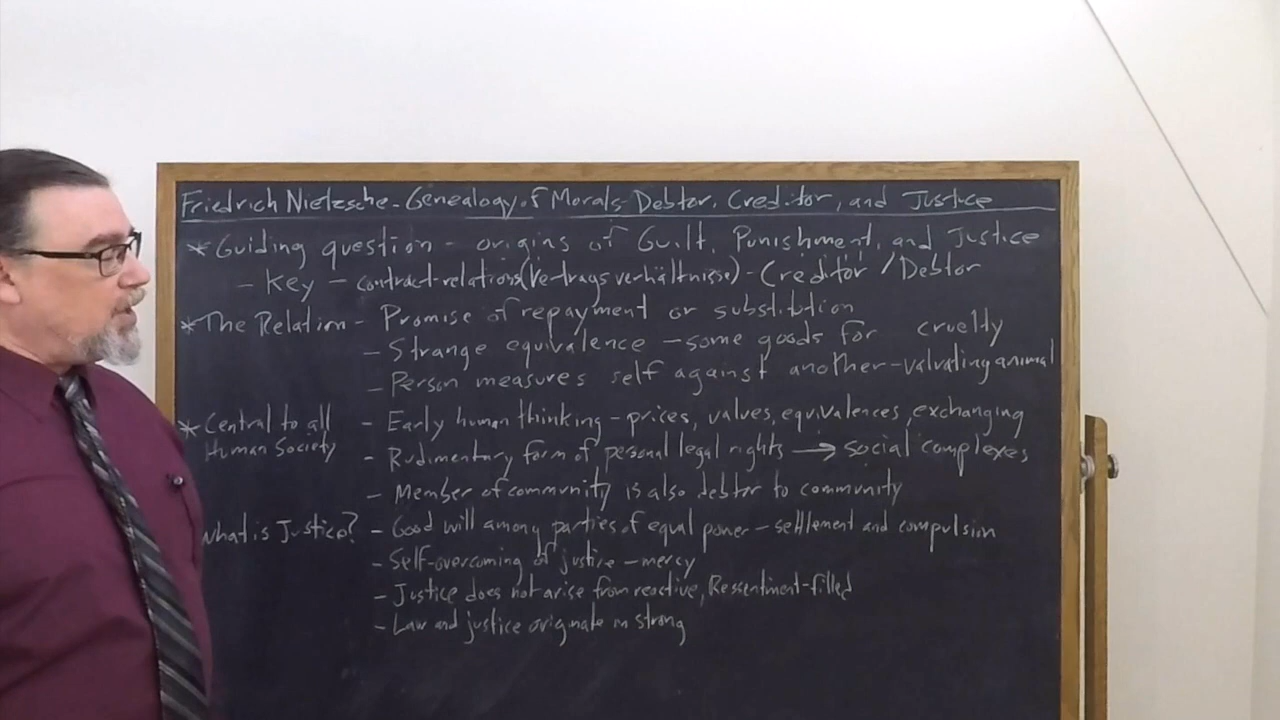 Friedrich Nietzsche - Genealogy of Morals - Debtor, Creditor, and Justice
* Guiding question - origins of Guilt, Punishment, and Justice
- Key - contract-relations (Vertragsverhältnisse) - Creditor / Debtor
* The Relation - Promise of repayment or substitution
- Strange equivalence - some goods for cruelty
- Person measures self against another - valuating animal
* Central to all Human Society - Early human thinking - prices, values, equivalences, exchanging
- Rudimentary form of personal legal rights → social complexes
- Member of community is also debtor to community
What is Justice? - Good will among parties of equal power - settlement and compulsion
- Self-overcoming of justice - mercy
- Justice does not arise from reactive, Ressentiment-filled
- Law and justice originate in strong